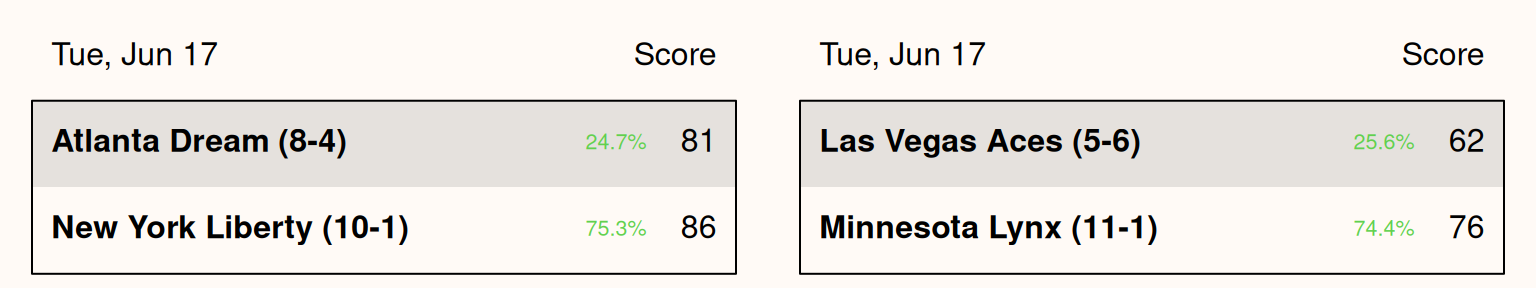 Tue, Jun 17 Score
Atlanta Dream (8-4) 24.7% 81
New York Liberty (10-1) 75.3% 86
Tue, Jun 17 Score
Las Vegas Aces (5-6) 25.6% 62
Minnesota Lynx (11-1) 74.4% 76